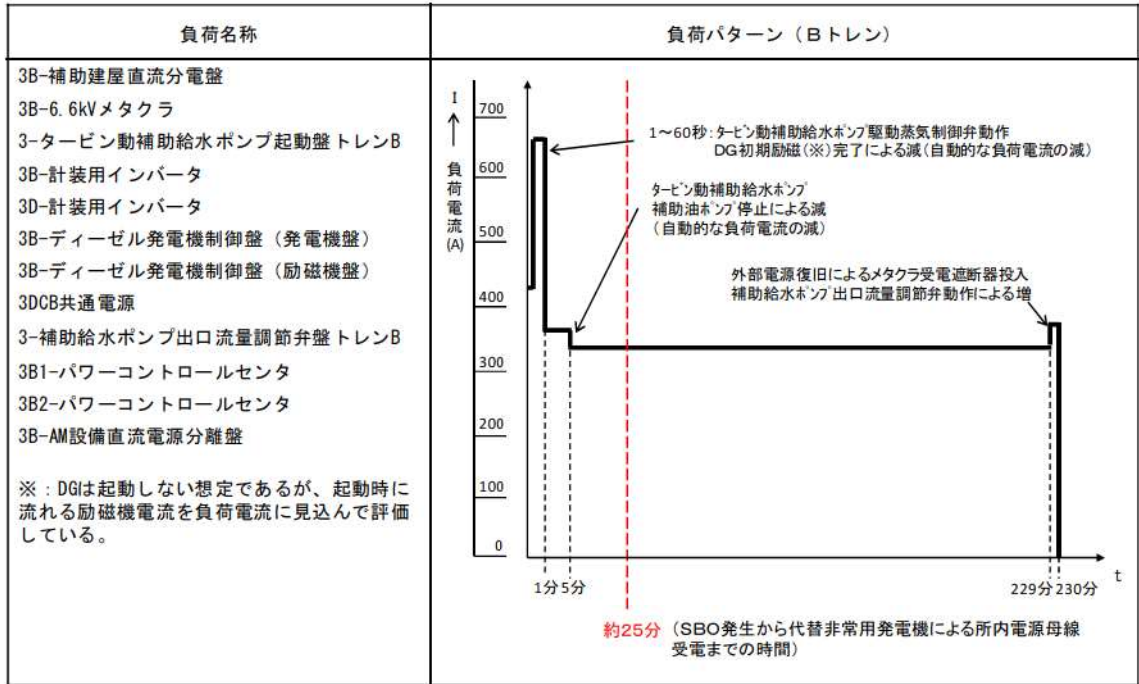 負荷名称
負荷パターン（Bトレン）
3B-補助建屋直流分電盤
3B-6.6kVメタクラ
3-タービン動補助給水ポンプ起動盤トレンB
3B-計装用インバータ
3D-計装用インバータ
3B-ディーゼル発電機制御盤（発電機盤）
3B-ディーゼル発電機制御盤（励磁機盤）
3DCB共通電源
3-補助給水ポンプ出口流量調節弁盤トレンB
3B1-パワーコントロールセンタ
3B2-パワーコントロールセンタ
3B-AM設備直流電源分離盤
※：DGは起動しない想定であるが、起動時に
流れる励磁機電流を負荷電流に見込んで評価
している。
I
↑
負荷電流(A)
700
600
500
400
300
200
100
0
1～60秒：タービン動補助給水ポンプ駆動蒸気制御弁動作
DG初期励磁(※)完了による減(自動的な負荷電流の減)
タービン動補助給水ポンプ
補助油ポンプ停止による減
(自動的な負荷電流の減)
外部電源復旧によるメタクラ受電遮断器投入
補助給水ポンプ出口流量調節弁動作による増
1分 5分
229分 230分
t
約25分（SBO発生から代替非常用発電機による所内電源母線
受電までの時間）